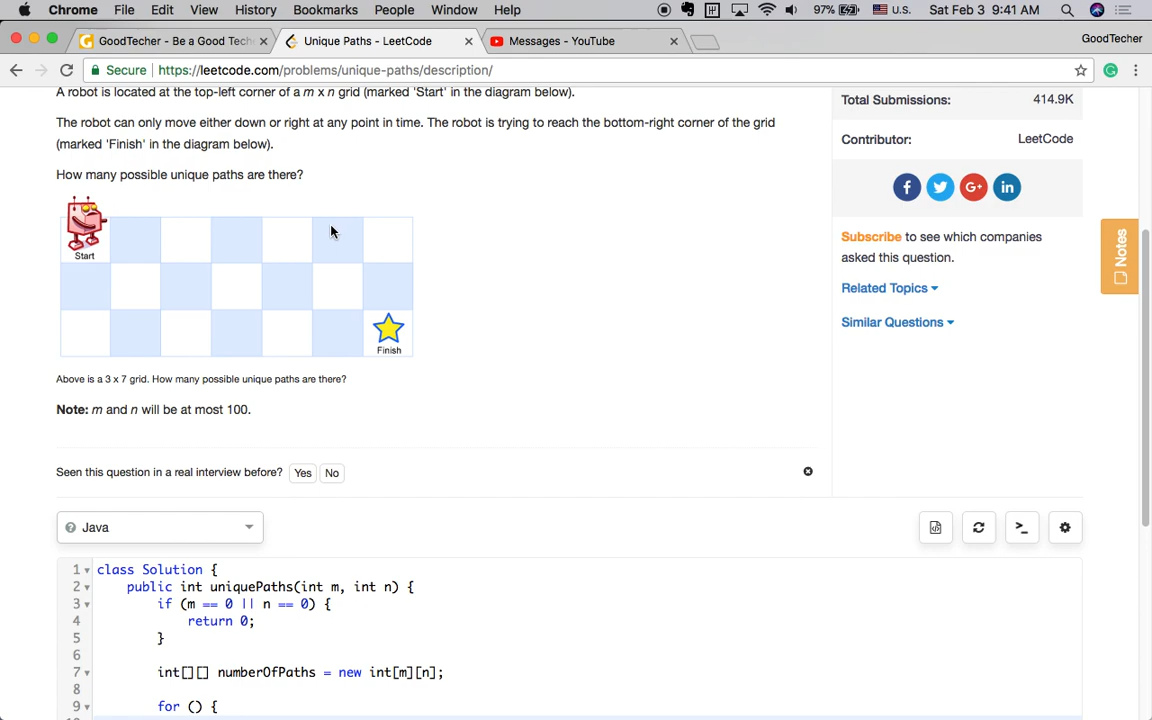 Chrome File Edit View History Bookmarks People Window Help 97% U.S. Sat Feb 3 9:41 AM
GoodTecher - Be a Good Tech Unique Paths - LeetCode Messages - YouTube GoodTecher
Secure https://leetcode.com/problems/unique-paths/description/
A robot is located at the top-left corner of a m x n grid (marked 'Start' in the diagram below).
The robot can only move either down or right at any point in time. The robot is trying to reach the bottom-right corner of the grid
(marked 'Finish' in the diagram below).
How many possible unique paths are there?
Start
Finish
Above is a 3 x 7 grid. How many possible unique paths are there?
Note: m and n will be at most 100.
Seen this question in a real interview before? Yes No
Total Submissions: 414.9K
Contributor: LeetCode
Subscribe to see which companies
asked this question.
Related Topics
Similar Questions
Notes
Java
1 class Solution {
2 public int uniquePaths(int m, int n) {
3 if (m == 0 || n == 0) {
4 return 0;
5 }
6
7 int[][] numberOfPaths = new int[m][n];
8
9 for () {